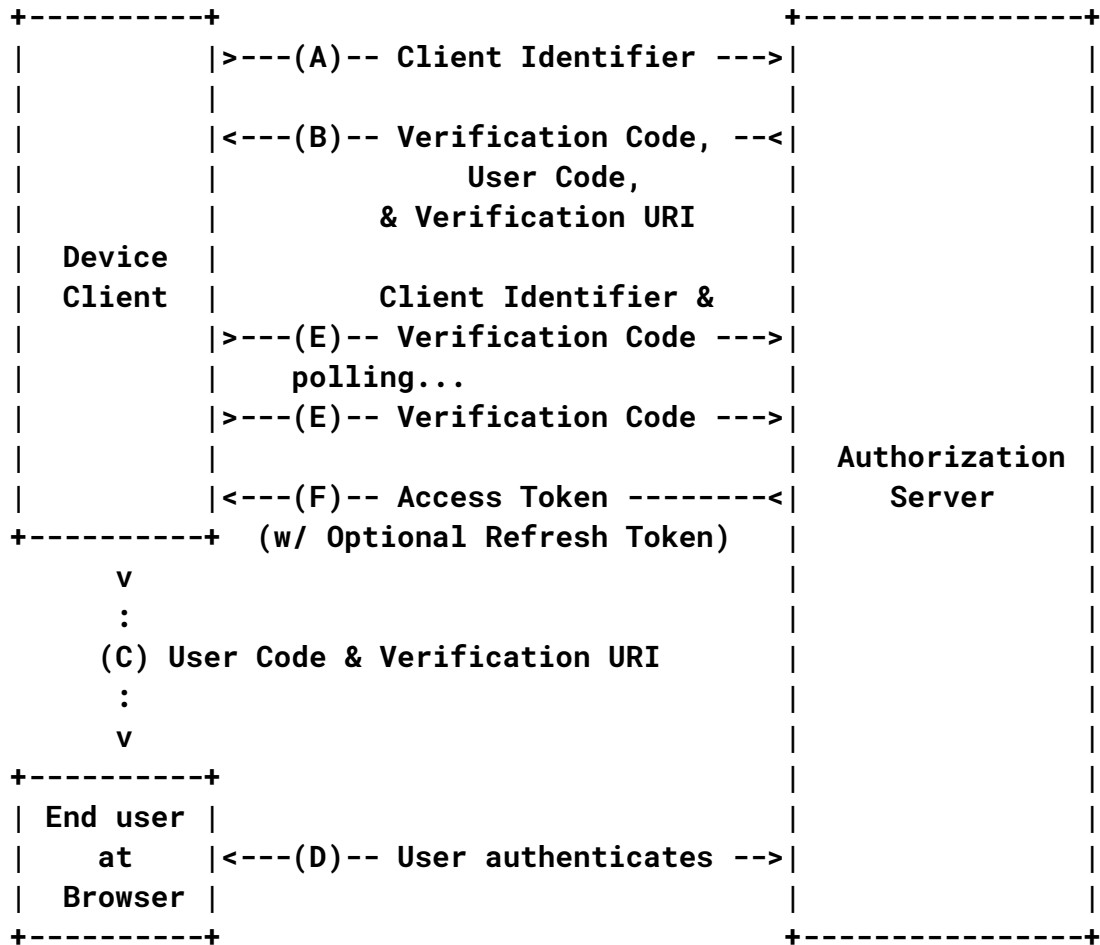 +----------+                                +----------------+
|          |>---(A)-- Client Identifier --->|                |
|          |                                |                |
|          |<---(B)-- Verification Code, --<|                |
|          |              User Code,        |                |
|          |         & Verification URI     |                |
|  Device  |                                |                |
|  Client  |         Client Identifier &    |                |
|          |>---(E)-- Verification Code --->|                |
|          |    polling...                  |                |
|          |>---(E)-- Verification Code --->|                |
|          |                                |  Authorization |
|          |<---(F)-- Access Token --------<|     Server     |
+----------+  (w/ Optional Refresh Token)   |                |
      v                                     |                |
      :                                     |                |
     (C) User Code & Verification URI       |                |
      :                                     |                |
      v                                     |                |
+----------+                                |                |
| End user |                                |                |
|    at    |<---(D)-- User authenticates -->|                |
|  Browser |                                |                |
+----------+                                +----------------+